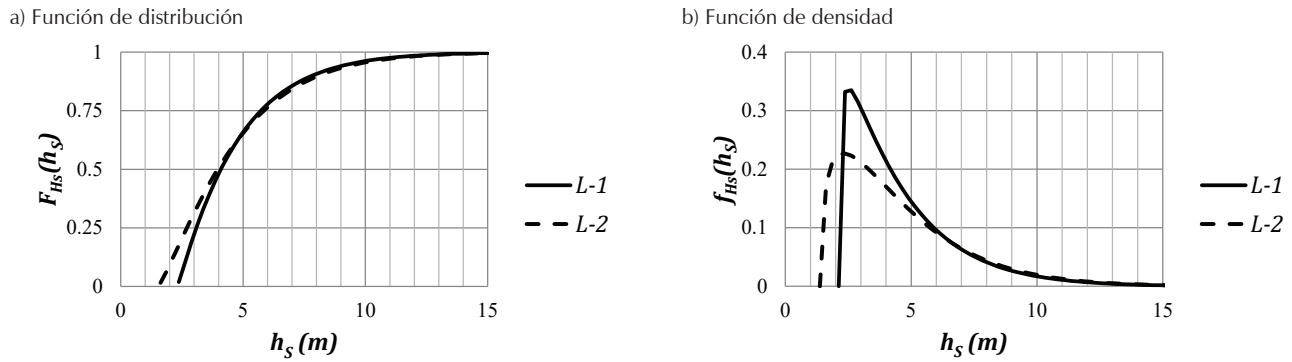 a) Función de distribución
1
0.75
0.5
0.25
0
0 5 10 15
F_Hs(h_S)
h_S (m)
L-1
L-2
b) Función de densidad
0.4
0.3
0.2
0.1
0
0 5 10 15
f_Hs(h_S)
h_S (m)
L-1
L-2